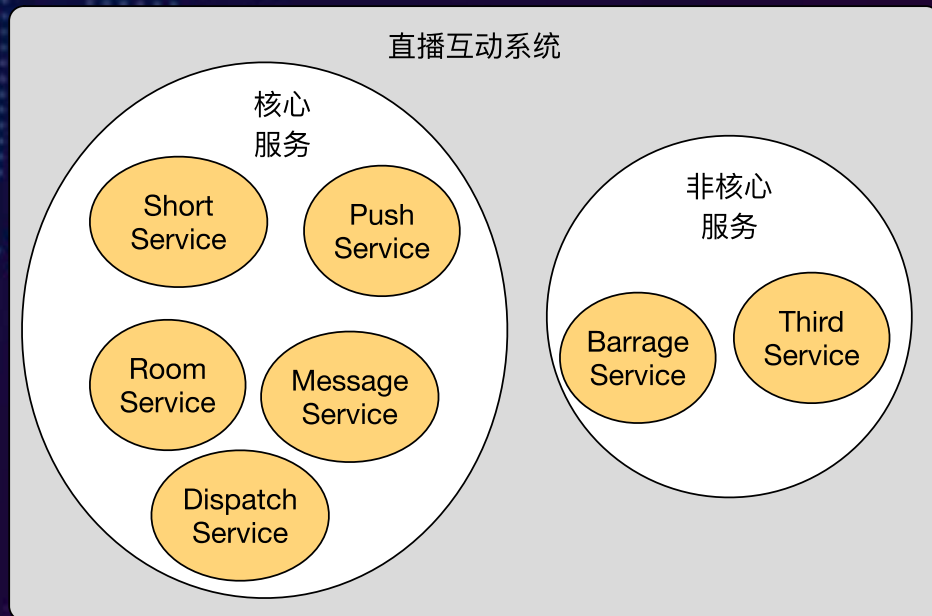 直播互动系统
核心
服务
Short
Service
Push
Service
Room
Service
Message
Service
Dispatch
Service
非核心
服务
Barrage
Service
Third
Service